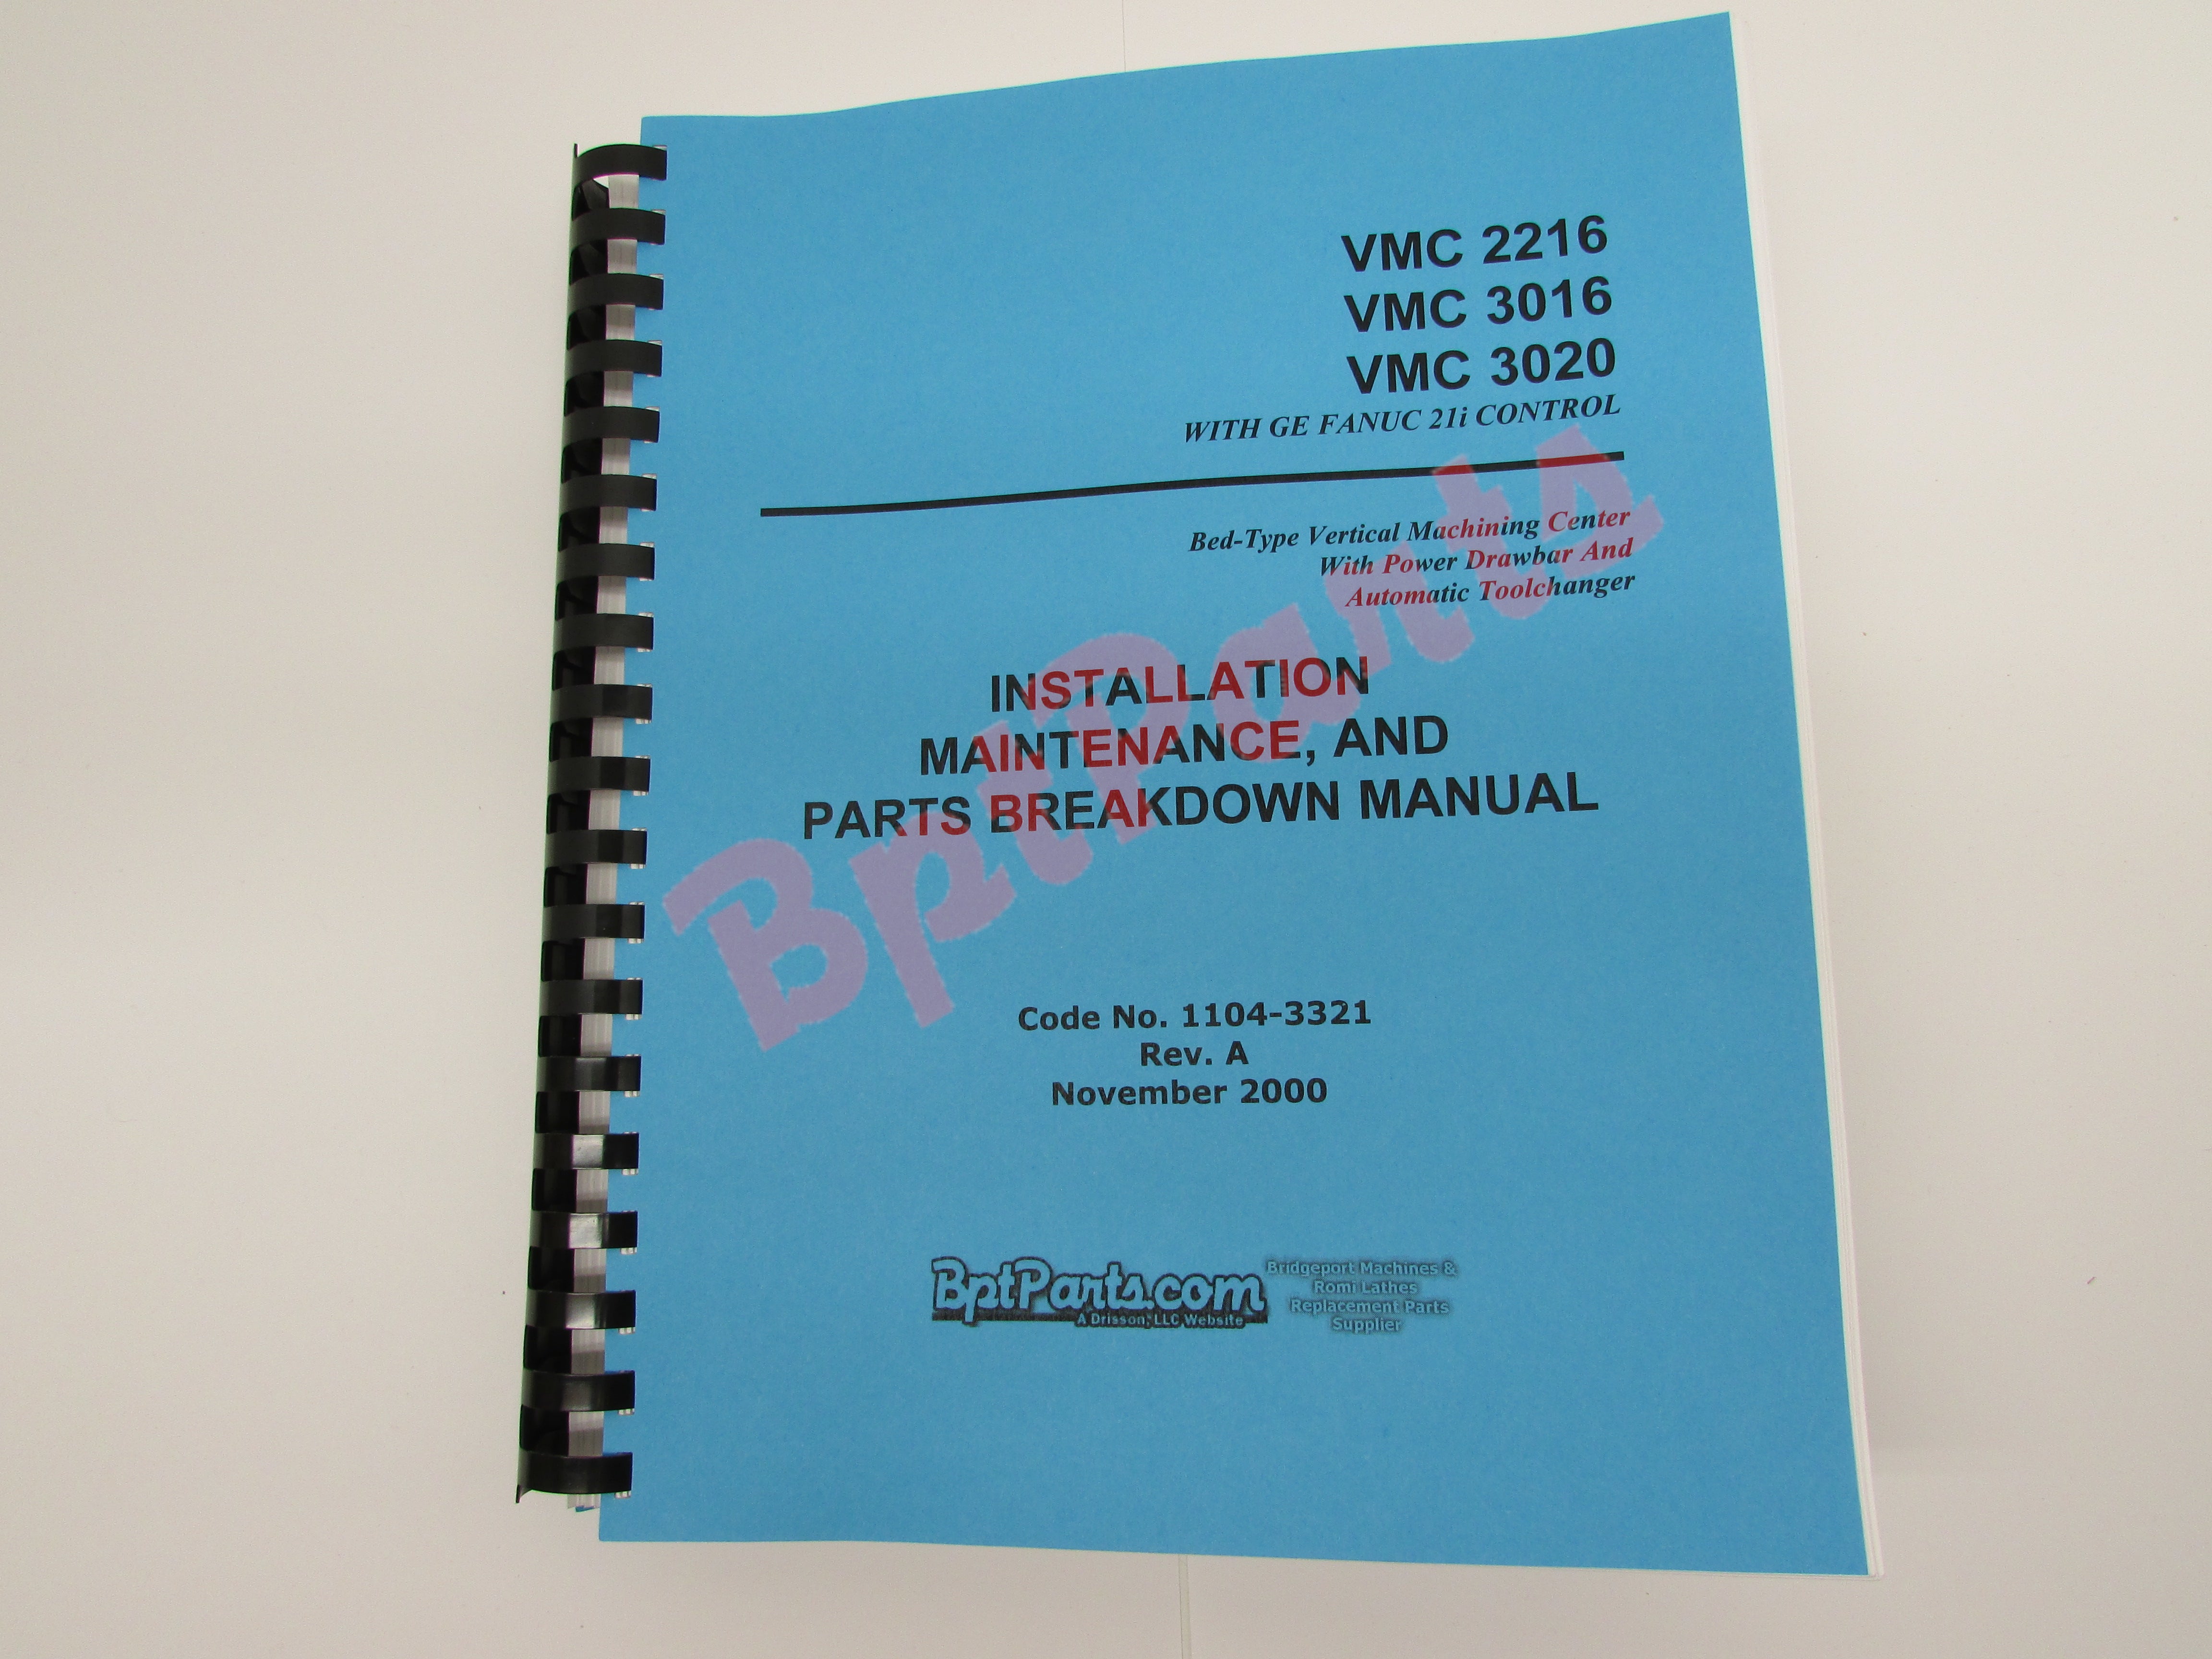 VMC 2216
VMC 3016
VMC 3020
WITH GE FANUC 21i CONTROL
Bed-Type Vertical Machining Center
With Power Drawbar And
Automatic Toolchanger
INSTALLATION
MAINTENANCE, AND
PARTS BREAKDOWN MANUAL
BptParts
Code No. 1104-3321
Rev. A
November 2000
BptParts.com
A Drisson, LLC Website
Bridgeport Machines &
Romi Lathes
Replacement Parts
Supplier